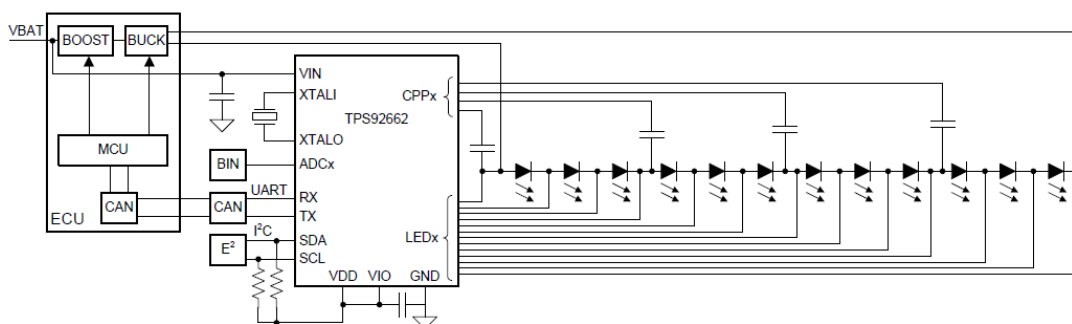 VBAT
BOOST
BUCK
MCU
CAN
ECU
VIN
XTALI
XTALO
TPS92662
CPPx
BIN
ADCx
UART
CAN
RX
TX
I²C
E²
SDA
SCL
LEDx
VDD
VIO
GND